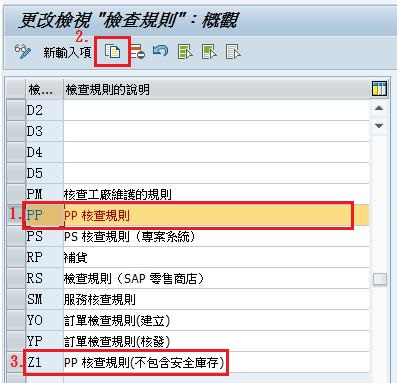 更改檢視 "檢查規則"：概觀
2.
新輸入項
檢... 檢查規則的說明
D2
D3
D4
D5
PM 核查工廠維護的規則
1. PP PP 核查規則
PS PS 核查規則（專案系統）
RP 補貨
RS 檢查規則（SAP 零售商店）
SM 服務核查規則
YO 訂單檢查規則(建立)
YP 訂單檢查規則(核發)
3. Z1 PP 核查規則(不包含安全庫存)